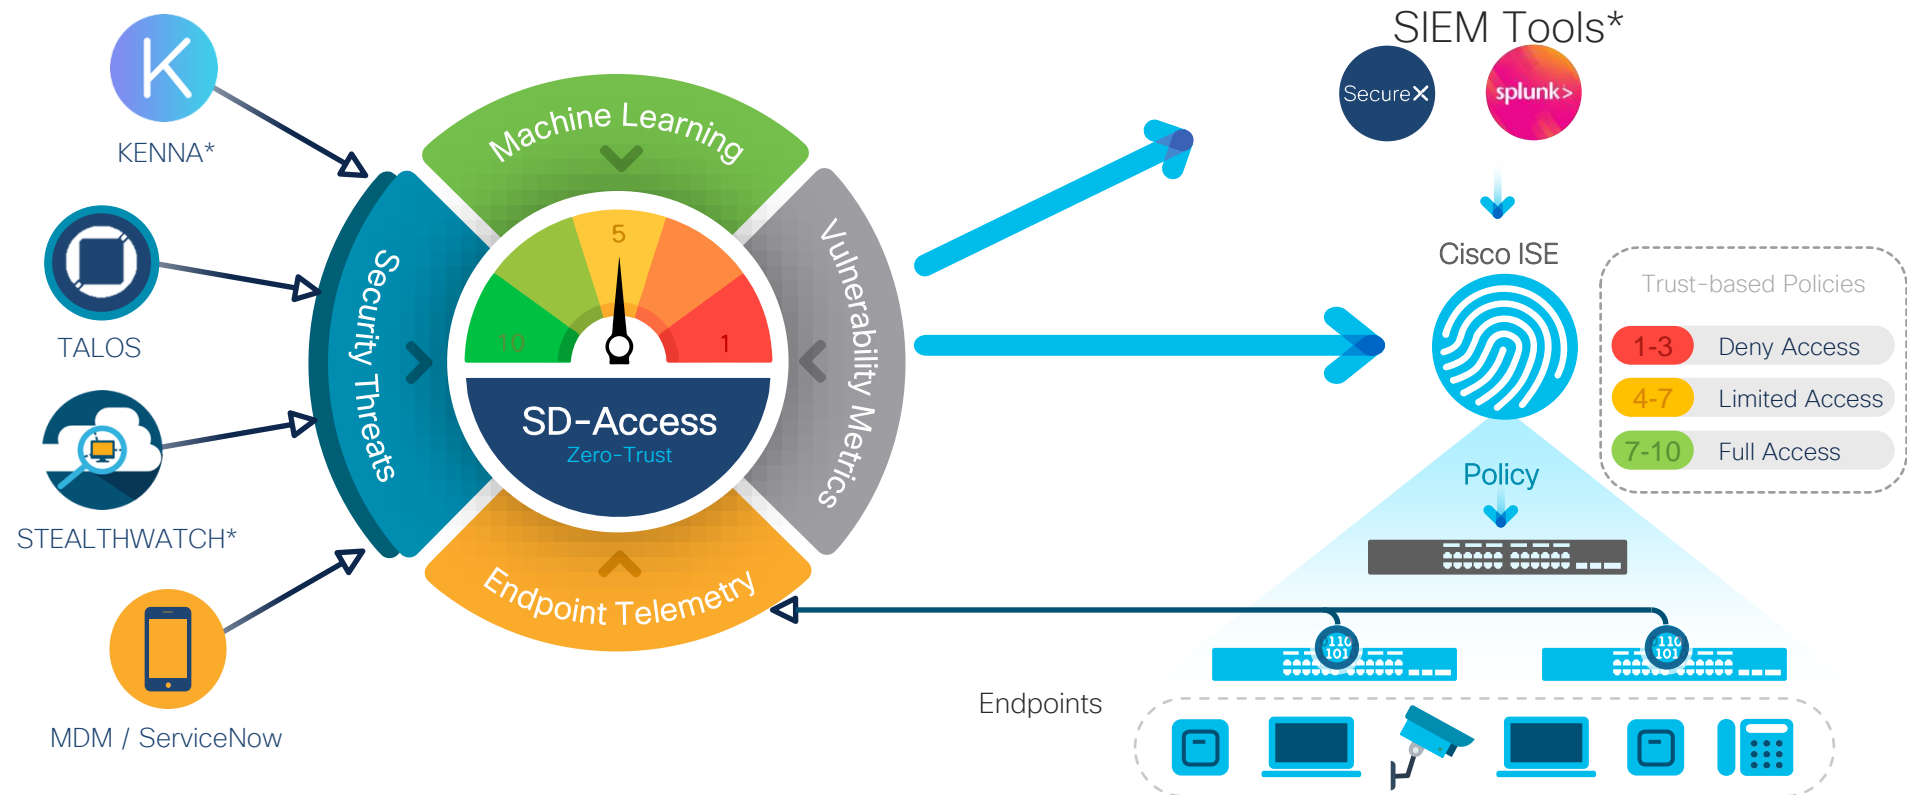 SIEM Tools*
SecureX
splunk>
KENNA*
TALOS
STEALTHWATCH*
MDM / ServiceNow
Machine Learning
Security Threats
Vulnerability Metrics
Endpoint Telemetry
5
10
1
SD-Access
Zero-Trust
Cisco ISE
Trust-based Policies
1-3 Deny Access
4-7 Limited Access
7-10 Full Access
Policy
110
101
110
101
Endpoints